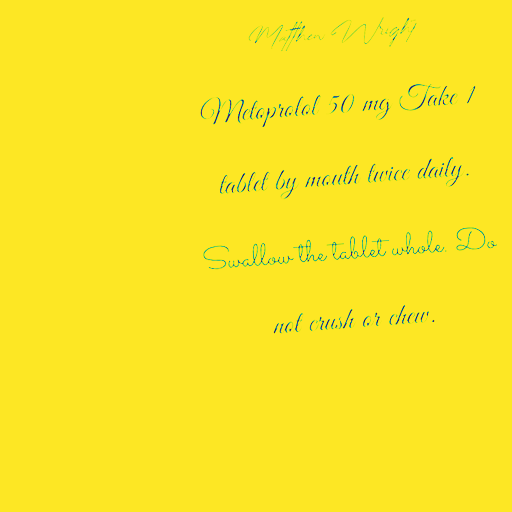 Matthew Wright
Metoprolol 50 mg Take 1
tablet by mouth twice daily.
Swallow the tablet whole. Do
not crush or chew.